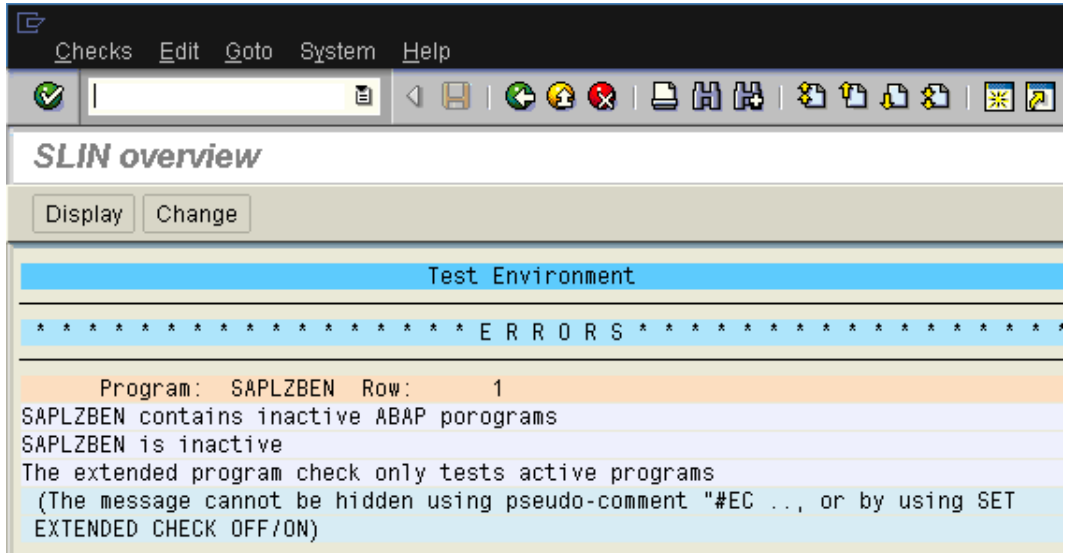 Checks Edit Goto System Help
SLIN overview
Display Change
Test Environment
* * * * * * * * * * * * * * * * * E R R O R S * * * * * * * * * * * * * * * * *
Program: SAPLZBEN Row: 1
SAPLZBEN contains inactive ABAP porograms
SAPLZBEN is inactive
The extended program check only tests active programs
(The message cannot be hidden using pseudo-comment "#EC .., or by using SET
EXTENDED CHECK OFF/ON)